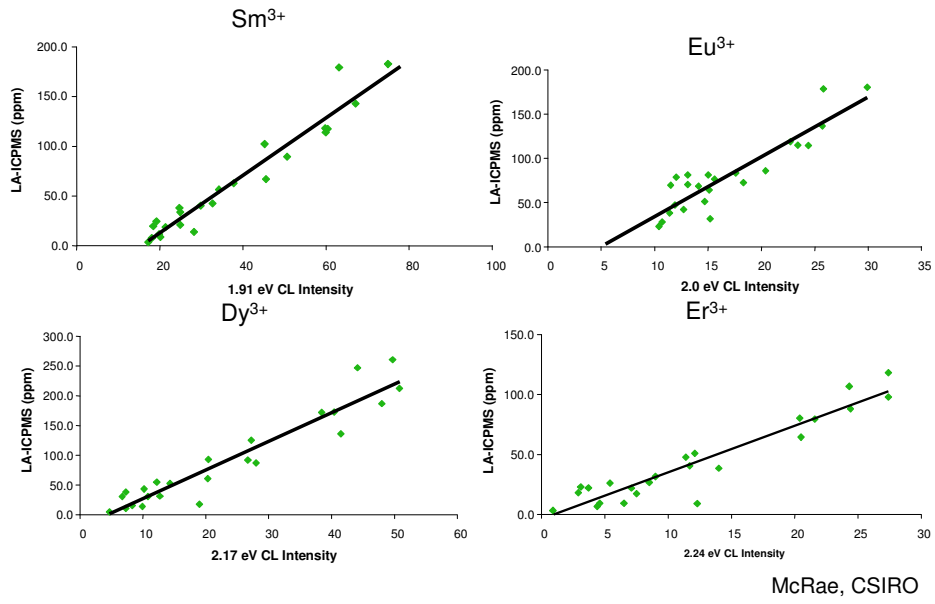 Sm³⁺
LA-ICPMS (ppm)
200.0
150.0
100.0
50.0
0.0
0 20 40 60 80 100
1.91 eV CL Intensity
Eu³⁺
LA-ICPMS (ppm)
200.0
150.0
100.0
50.0
0.0
0 5 10 15 20 25 30 35
2.0 eV CL Intensity
Dy³⁺
LA-ICPMS (ppm)
300.0
250.0
200.0
150.0
100.0
50.0
0.0
0 10 20 30 40 50 60
2.17 eV CL Intensity
Er³⁺
LA-ICPMS (ppm)
150.0
100.0
50.0
0.0
0 5 10 15 20 25 30
2.24 eV CL Intensity
McRae, CSIRO